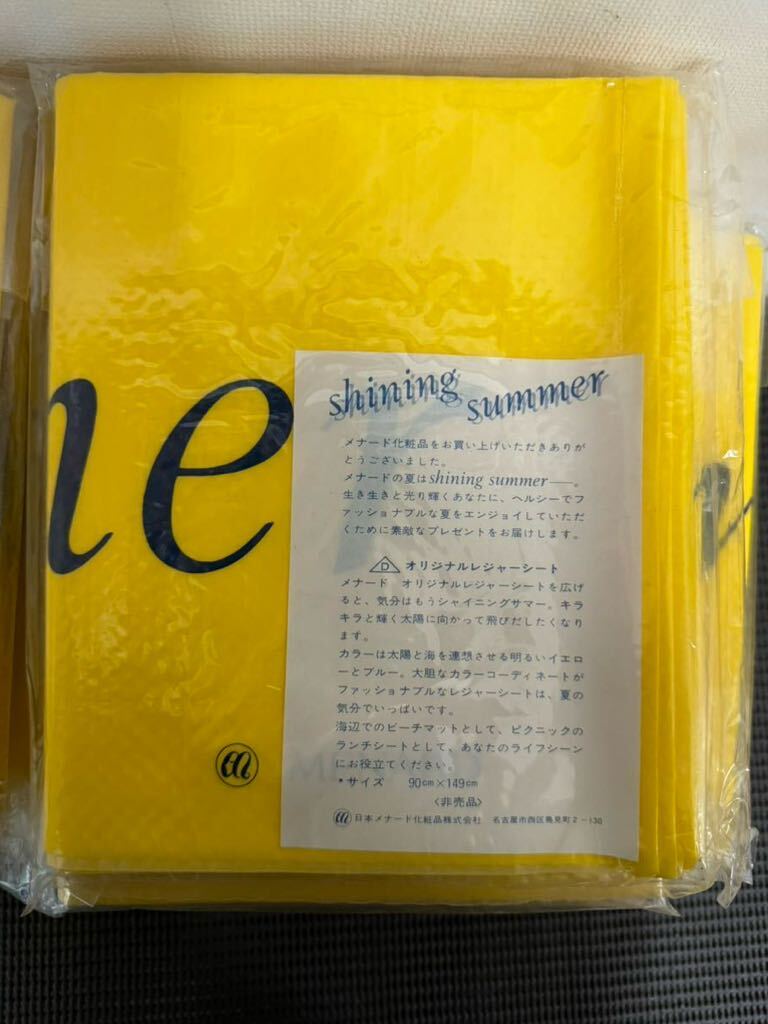 ne
shining summer
メナード化粧品をお買い上げいただきありが
とうございました。
メナードの夏はshining summer——。
生き生きと光り輝くあなたに、ヘルシーでフ
ァッショナブルな夏をエンジョイしていただ
くために素敵なプレゼントをお届けします。
D オリジナルレジャーシート
メナード オリジナルレジャーシートを広げ
ると、気分はもうシャイニングサマー。キラ
キラと輝く太陽に向かって飛びだしたくなり
ます。
カラーは太陽と海を連想させる明るいイエロ
ーとブルー。大胆なカラーコーディネートが
ファッショナブルなレジャーシートは、夏の
気分でいっぱいです。
海辺でのビーチマットとして、ピクニックの
ランチシートとして、あなたのライフシーン
にお役立てください。
*サイズ 90cm×149cm
〈非売品〉
日本メナード化粧品株式会社 名古屋市西区鳥見町2-130